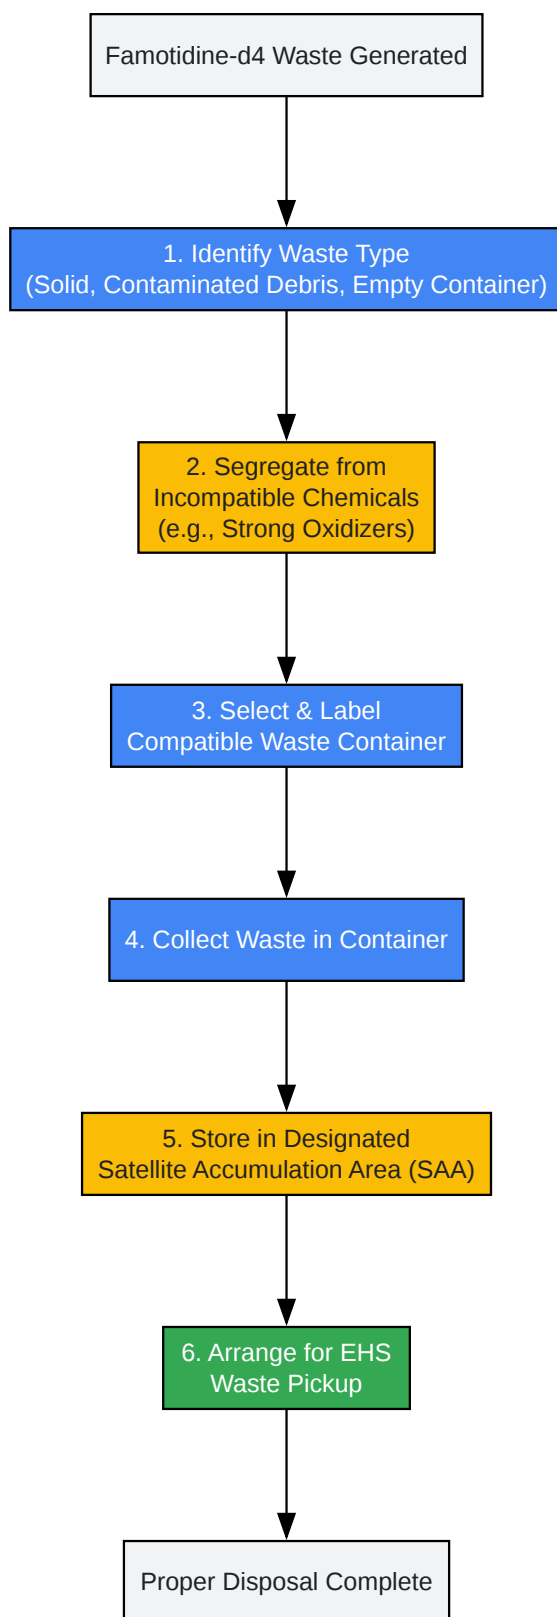 Famotidine-d4 Waste Generated
1. Identify Waste Type
(Solid, Contaminated Debris, Empty Container)
2. Segregate from
Incompatible Chemicals
(e.g., Strong Oxidizers)
3. Select & Label
Compatible Waste Container
4. Collect Waste in Container
5. Store in Designated
Satellite Accumulation Area (SAA)
6. Arrange for EHS
Waste Pickup
Proper Disposal Complete